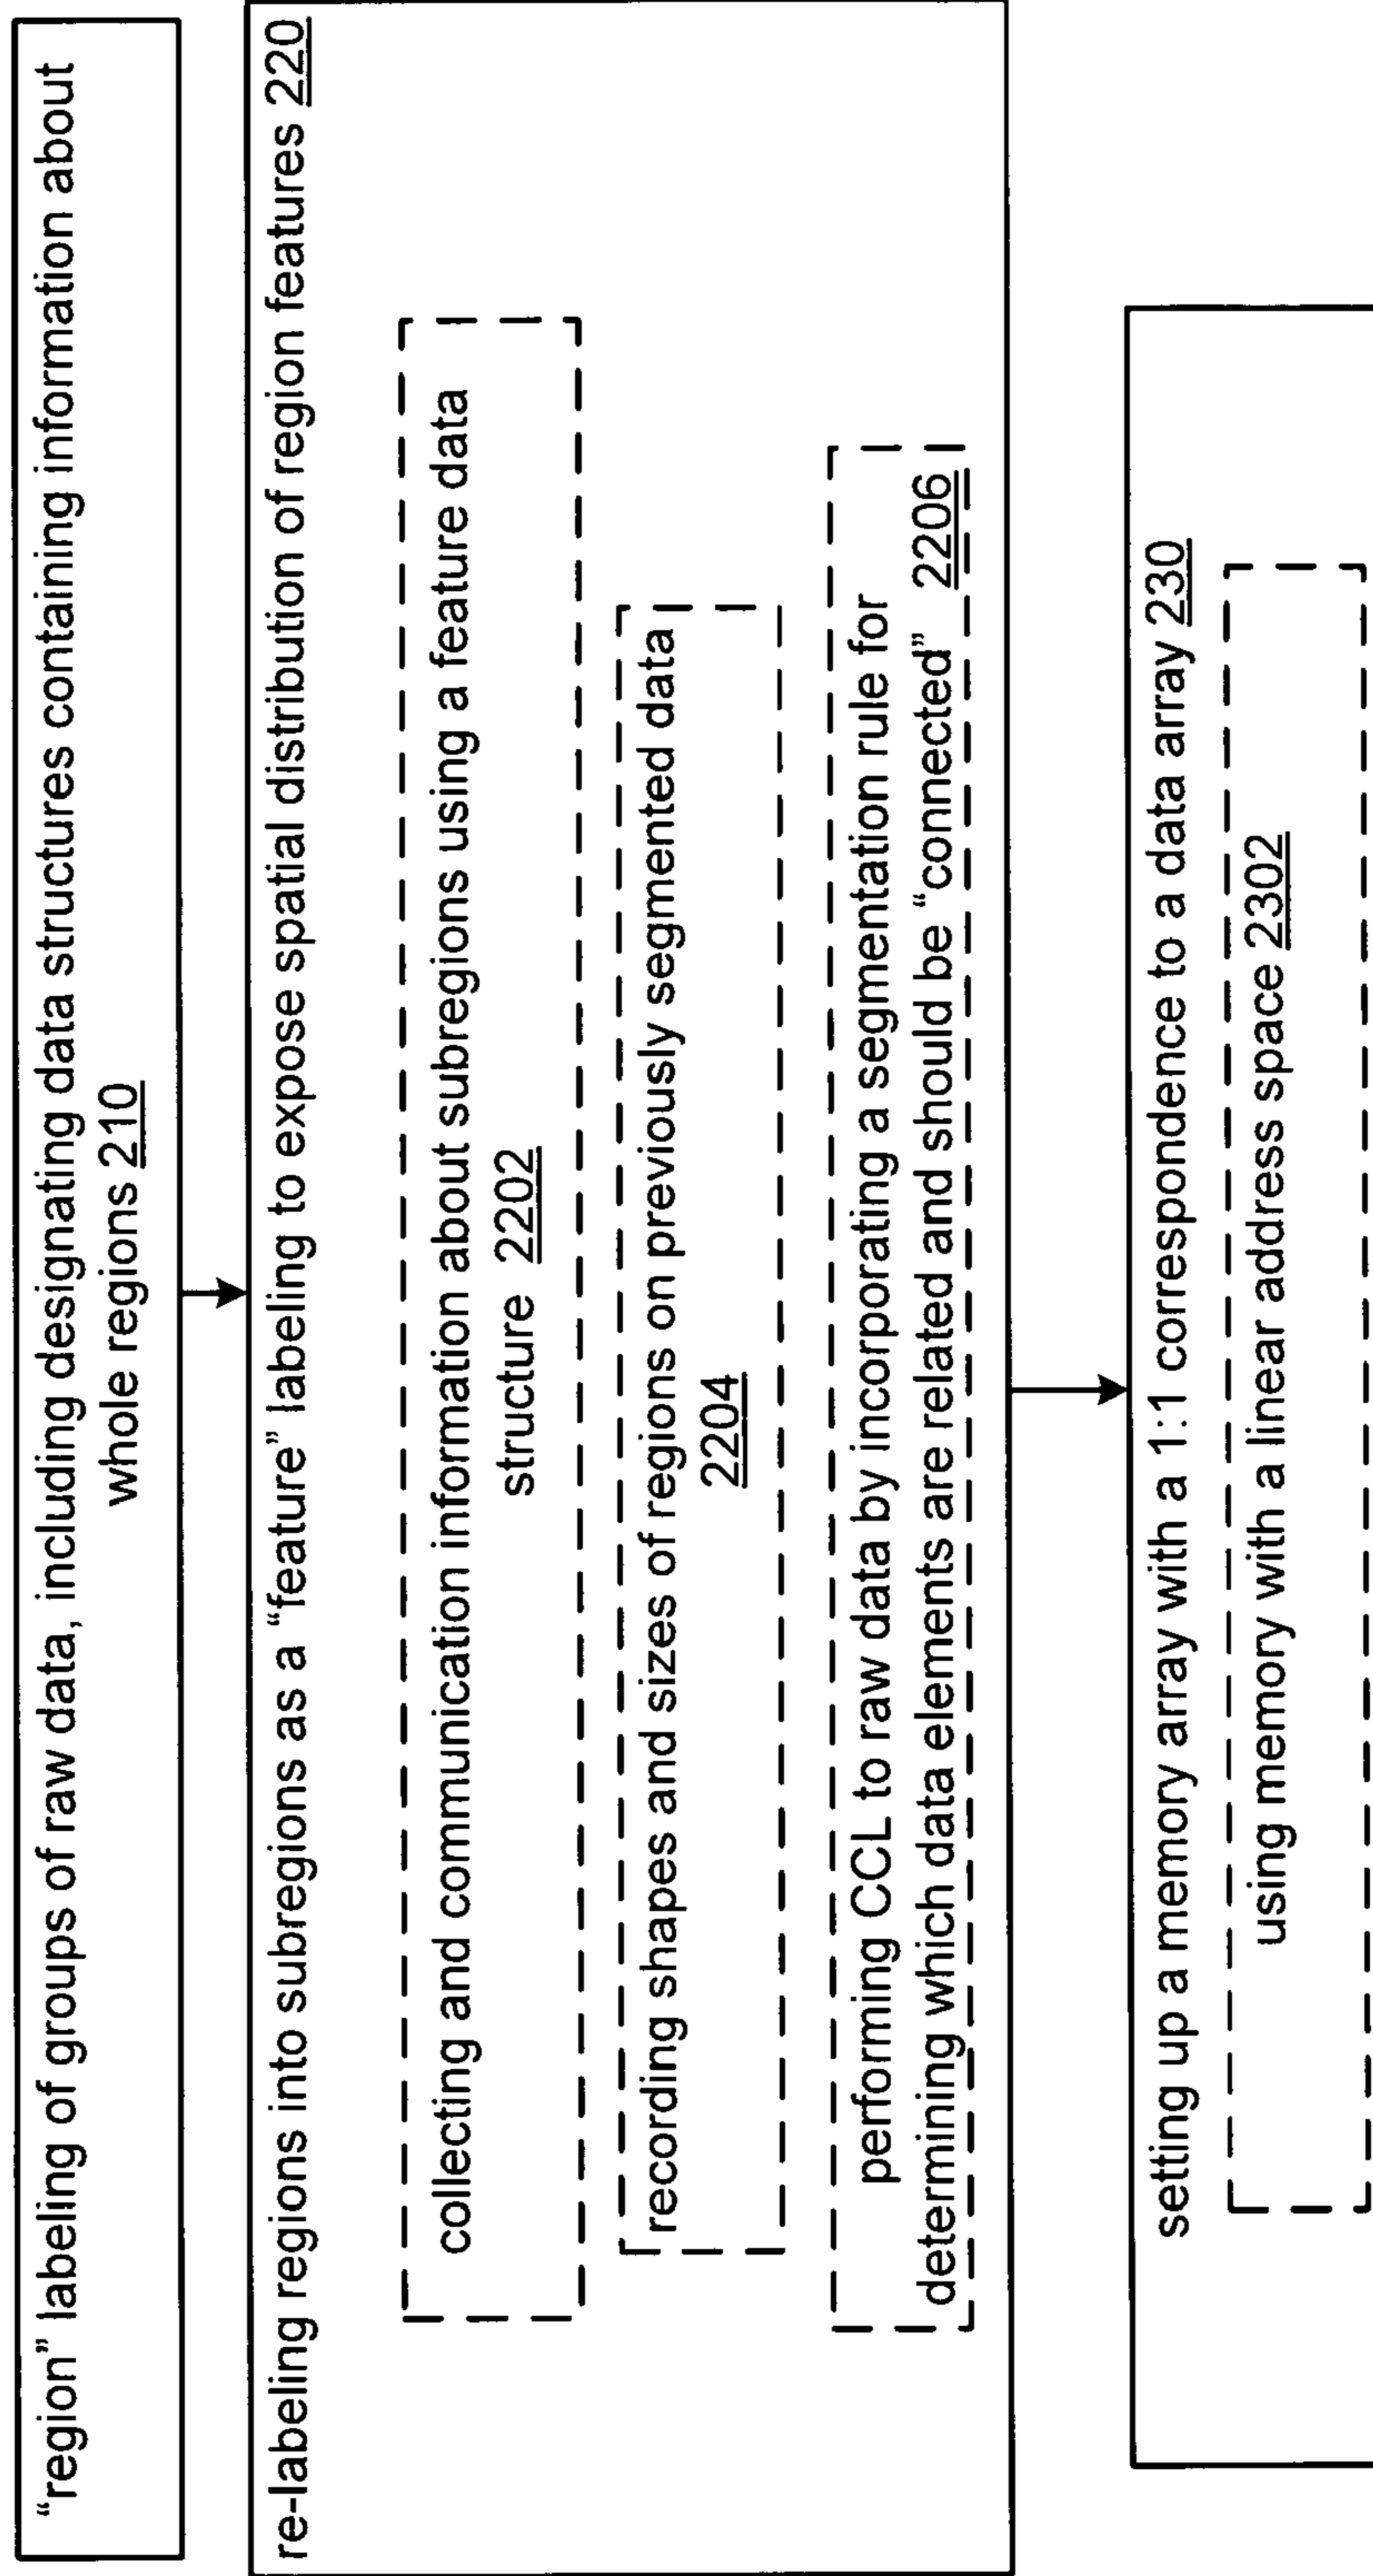 “region” labeling of groups of raw data, including designating data structures containing information about
whole regions 210
re-labeling regions into subregions as a “feature” labeling to expose spatial distribution of region features 220
collecting and communication information about subregions using a feature data
structure 2202
recording shapes and sizes of regions on previously segmented data
2204
performing CCL to raw data by incorporating a segmentation rule for
determining which data elements are related and should be “connected” 2206
setting up a memory array with a 1:1 correspondence to a data array 230
using memory with a linear address space 2302